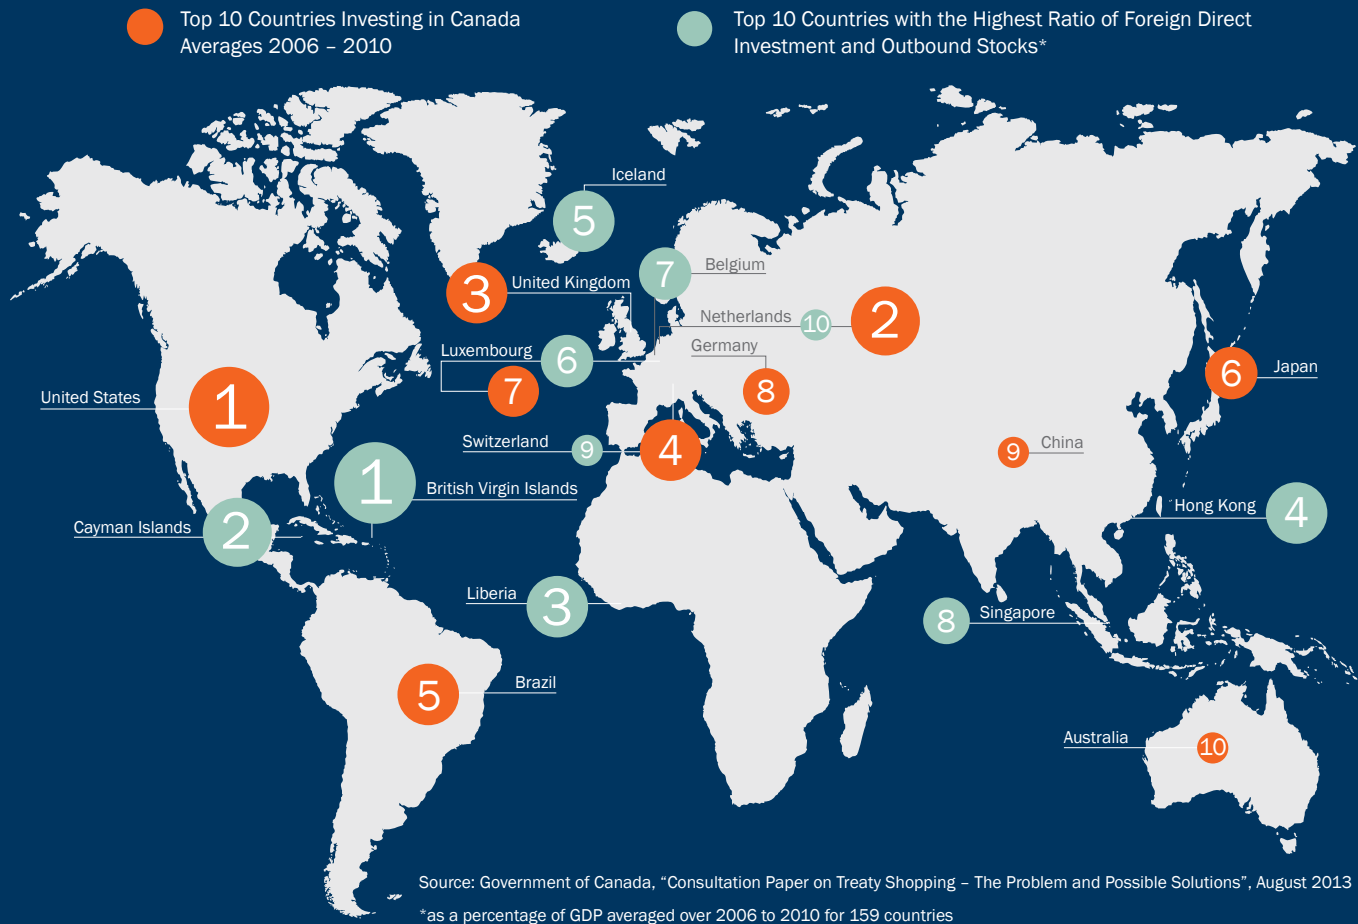 Top 10 Countries Investing in Canada
Averages 2006 – 2010
Top 10 Countries with the Highest Ratio of Foreign Direct
Investment and Outbound Stocks*
Iceland
5
7
Belgium
3
United Kingdom
Netherlands
10
2
Germany
Luxembourg
6
7
8
6
Japan
United States
1
Switzerland
9
4
9
China
1
British Virgin Islands
Cayman Islands
2
Hong Kong
4
Liberia
3
8
Singapore
5
Brazil
Australia
10
Source: Government of Canada, “Consultation Paper on Treaty Shopping – The Problem and Possible Solutions”, August 2013
*as a percentage of GDP averaged over 2006 to 2010 for 159 countries